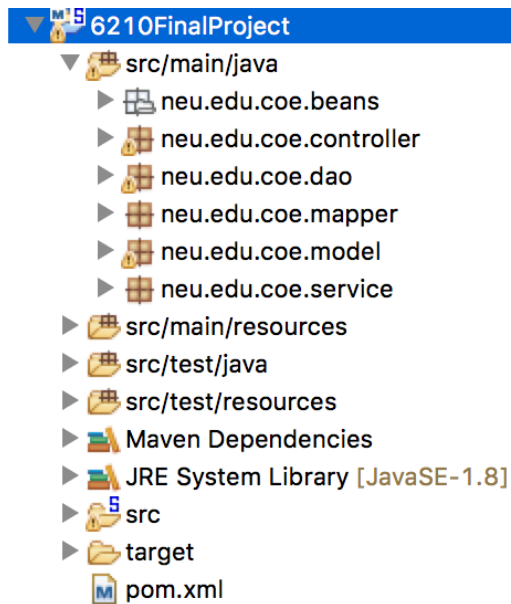 6210FinalProject
src/main/java
neu.edu.coe.beans
neu.edu.coe.controller
neu.edu.coe.dao
neu.edu.coe.mapper
neu.edu.coe.model
neu.edu.coe.service
src/main/resources
src/test/java
src/test/resources
Maven Dependencies
JRE System Library [JavaSE-1.8]
src
target
pom.xml